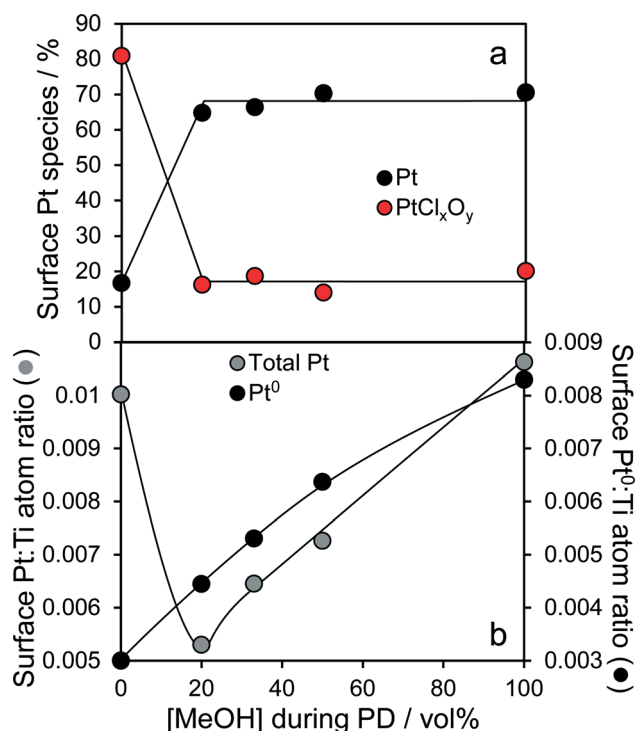 a
Surface Pt species / %
90
80
70
60
50
40
30
20
10
0
Pt
PtClₓOᵧ
b
Surface Pt:Ti atom ratio (●)
0.01
0.009
0.008
0.007
0.006
0.005
Total Pt
Pt⁰
0.009
0.008
0.007
0.006
0.005
0.004
0.003
Surface Pt⁰:Ti atom ratio (●)
0 20 40 60 80 100
[MeOH] during PD / vol%